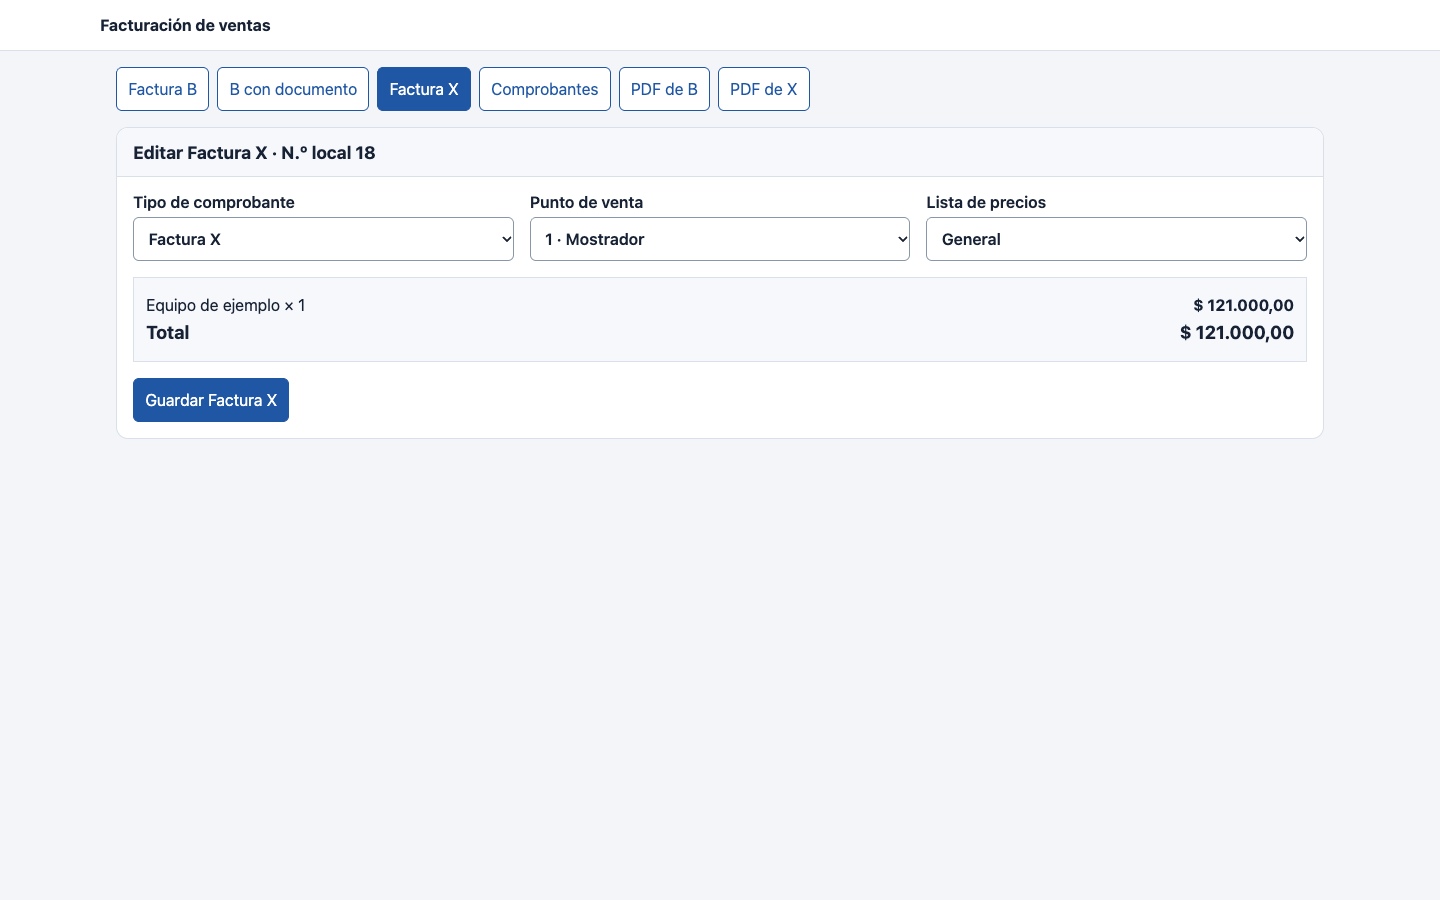 Facturación de ventas
Factura B
B con documento
Factura X
Comprobantes
PDF de B
PDF de X
Editar Factura X · N.º local 18
Tipo de comprobante
Punto de venta
Lista de precios
Factura X
1 · Mostrador
General
Equipo de ejemplo × 1
$ 121.000,00
Total
$ 121.000,00
Guardar Factura X